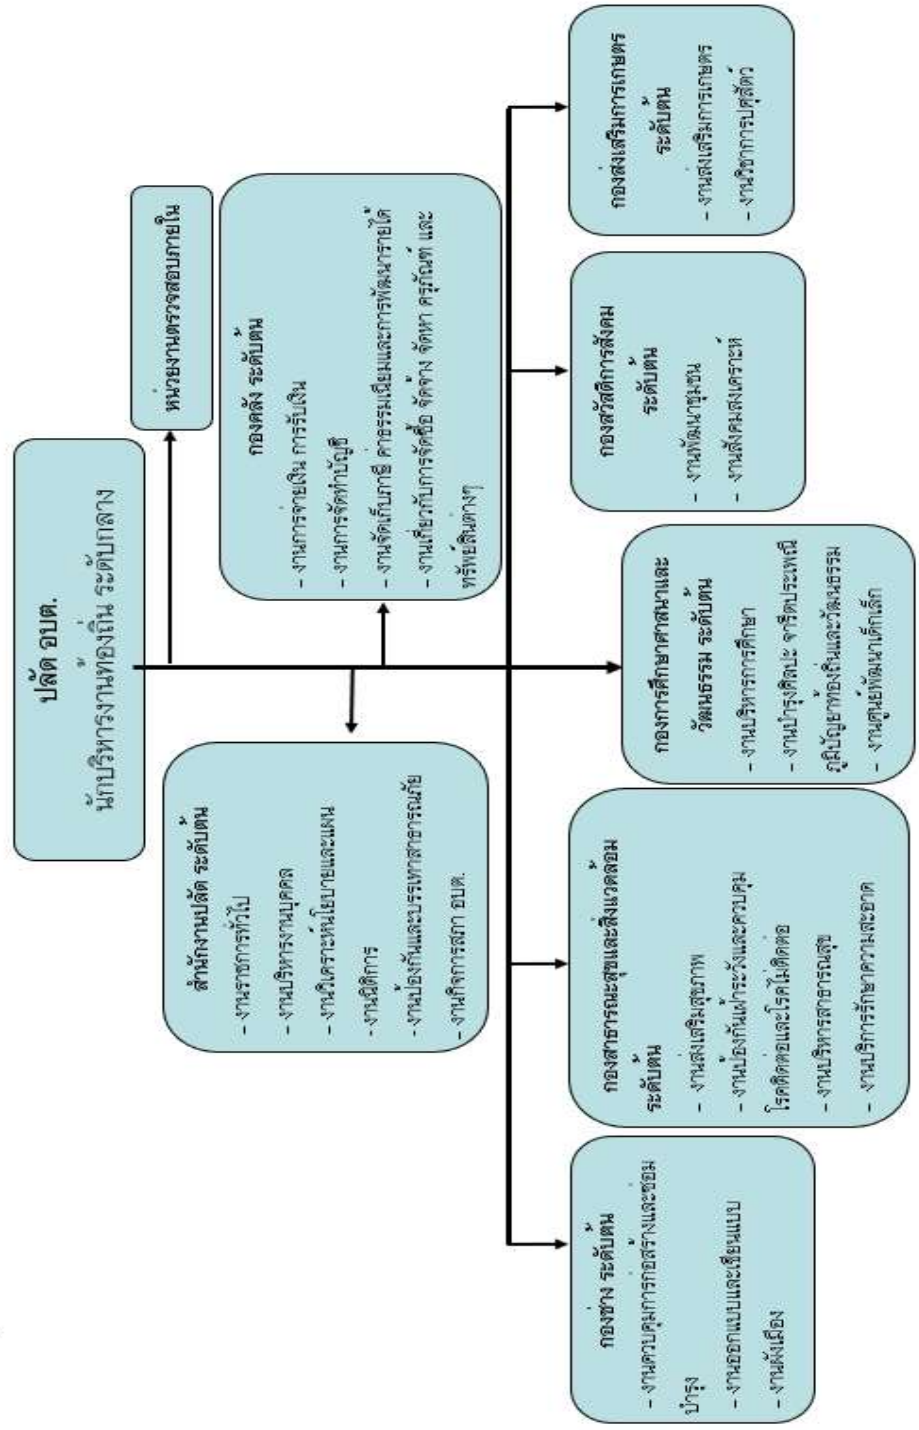 ปลัด อบต.
นักบริหารงานท้องถิ่น ระดับกลาง
หน่วยงานตรวจสอบภายใน
สำนักงานปลัด ระดับต้น
- งานราชการทั่วไป
- งานบริหารงานบุคคล
- งานวิเคราะห์นโยบายและแผน
- งานนิติการ
- งานป้องกันและบรรเทาสาธารณภัย
- งานกิจการสภา อบต.
กองคลัง ระดับต้น
- งานการจ่ายเงิน การรับเงิน
- งานการจัดทำบัญชี
- งานจัดเก็บภาษี ค่าธรรมเนียมและการพัฒนารายได้
- งานเกี่ยวกับการจัดซื้อ จัดจ้าง จัดหา ครุภัณฑ์ และ
ทรัพย์สินต่างๆ
กองช่าง ระดับต้น
- งานควบคุมการก่อสร้างและซ่อม
บำรุง
- งานออกแบบและเขียนแบบ
- งานผังเมือง
กองสาธารณะสุขและสิ่งแวดล้อม
ระดับต้น
- งานส่งเสริมสุขภาพ
- งานป้องกันเฝ้าระวังและควบคุม
โรคติดต่อและโรคไม่ติดต่อ
- งานบริหารสาธารณสุข
- งานบริการรักษาความสะอาด
กองการศึกษาศาสนาและ
วัฒนธรรม ระดับต้น
- งานบริหารการศึกษา
- งานบำรุงศิลปะ จาริตประเพณี
ภูมิปัญญาท้องถิ่นและวัฒนธรรม
- งานศูนย์พัฒนาเด็กเล็ก
กองสวัสดิการสังคม
ระดับต้น
- งานพัฒนาชุมชน
- งานสังคมสงเคราะห์
กองส่งเสริมการเกษตร
ระดับต้น
- งานส่งเสริมการเกษตร
- งานวิชาการปศุสัตว์